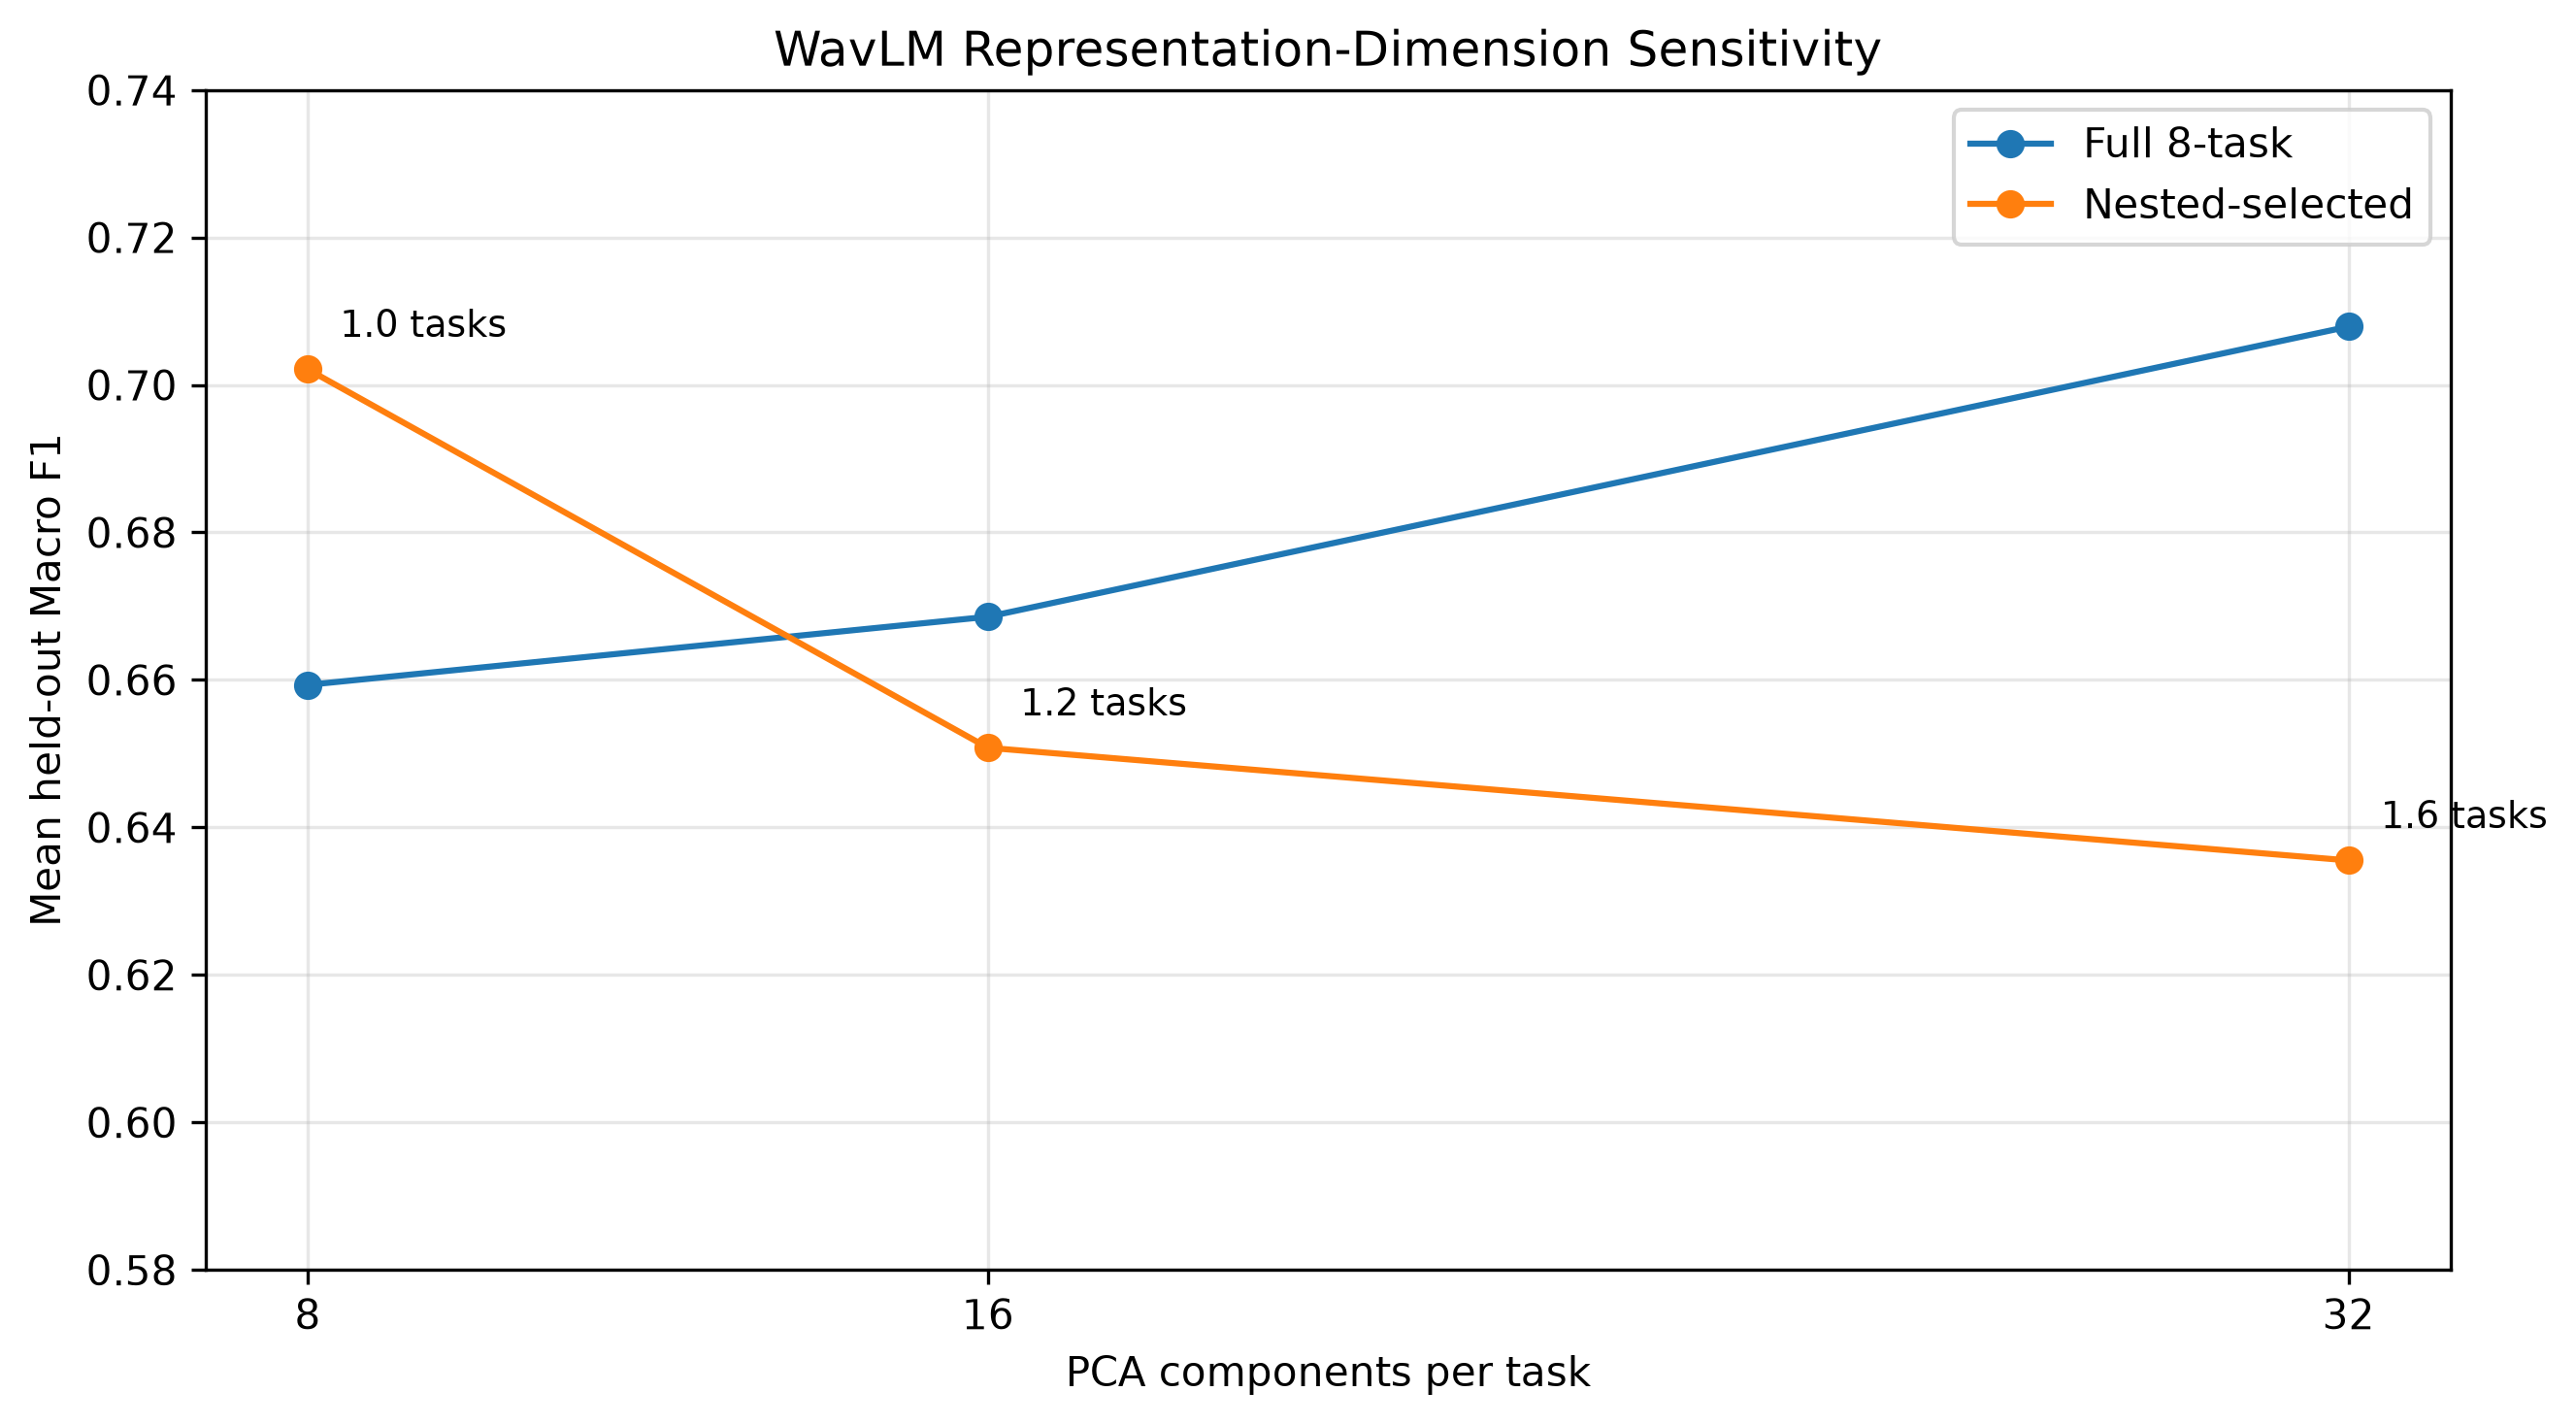 WavLM Representation-Dimension Sensitivity
0.74
0.72
0.70
0.68
0.66
0.64
0.62
0.60
0.58
Mean held-out Macro F1
Full 8-task
Nested-selected
1.0 tasks
1.2 tasks
1.6 tasks
8
16
32
PCA components per task